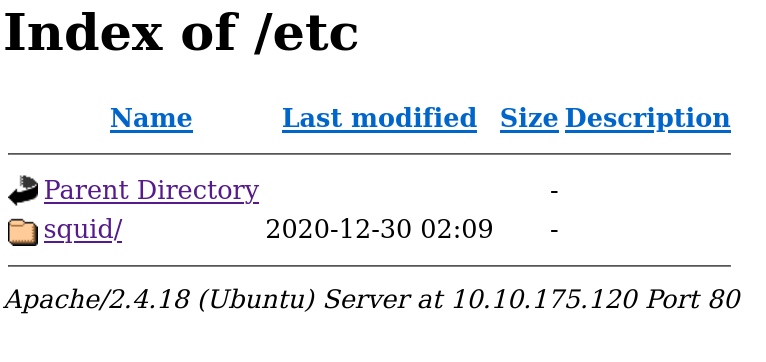 Index of /etc
Name Last modified Size Description
Parent Directory -
squid/ 2020-12-30 02:09 -
Apache/2.4.18 (Ubuntu) Server at 10.10.175.120 Port 80